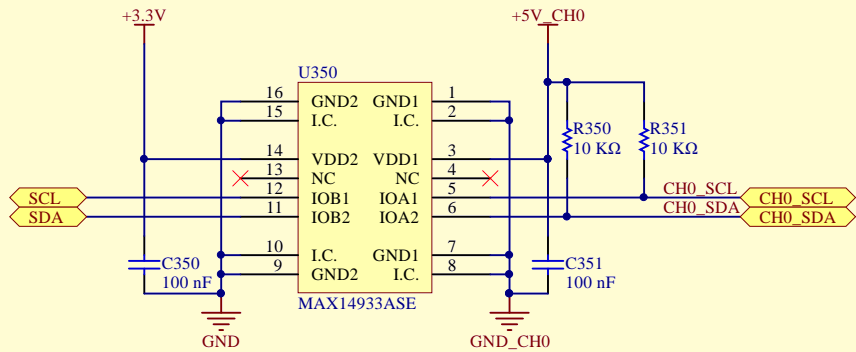 +3.3V
+5V_CH0
U350
16 GND2 GND1 1
15 I.C. I.C. 2
14 VDD2 VDD1 3
13 NC NC 4
SCL 12 IOB1 IOA1 5 CH0_SCL CH0_SCL
SDA 11 IOB2 IOA2 6 CH0_SDA CH0_SDA
10 I.C. GND1 7
9 GND2 I.C. 8
R350
10 KΩ
R351
10 KΩ
C350
100 nF
C351
100 nF
MAX14933ASE
GND
GND_CH0